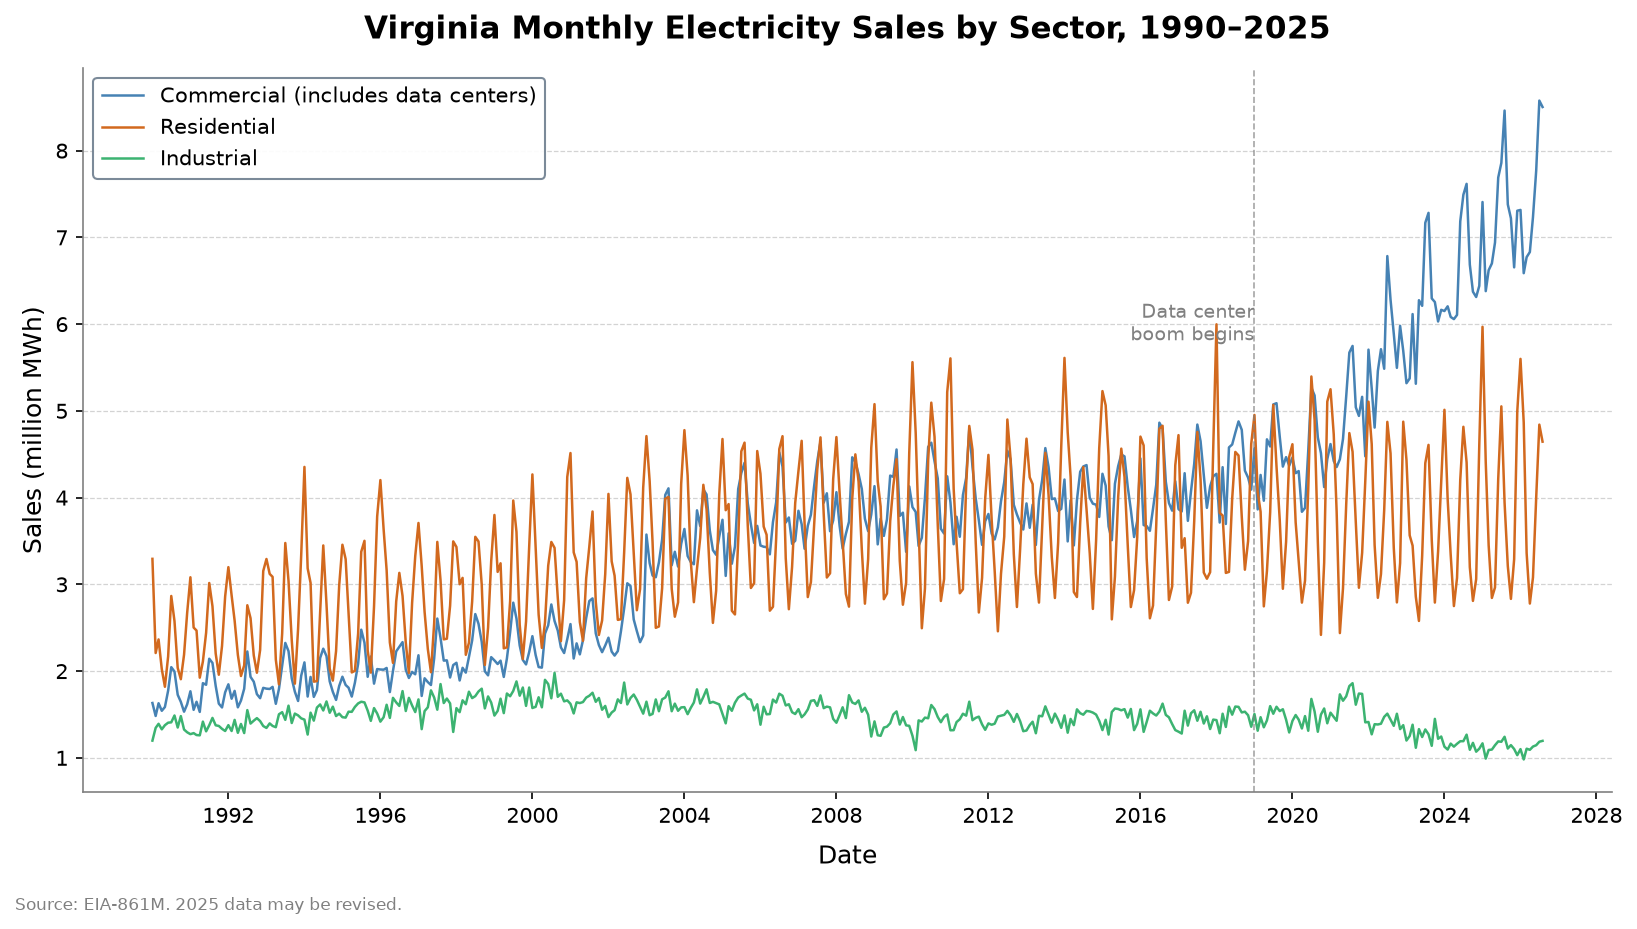 Virginia Monthly Electricity Sales by Sector, 1990–2025
Commercial (includes data centers)
Residential
Industrial
Data center
boom begins
Sales (million MWh)
8
7
6
5
4
3
2
1
1992 1996 2000 2004 2008 2012 2016 2020 2024 2028
Date
Source: EIA-861M. 2025 data may be revised.